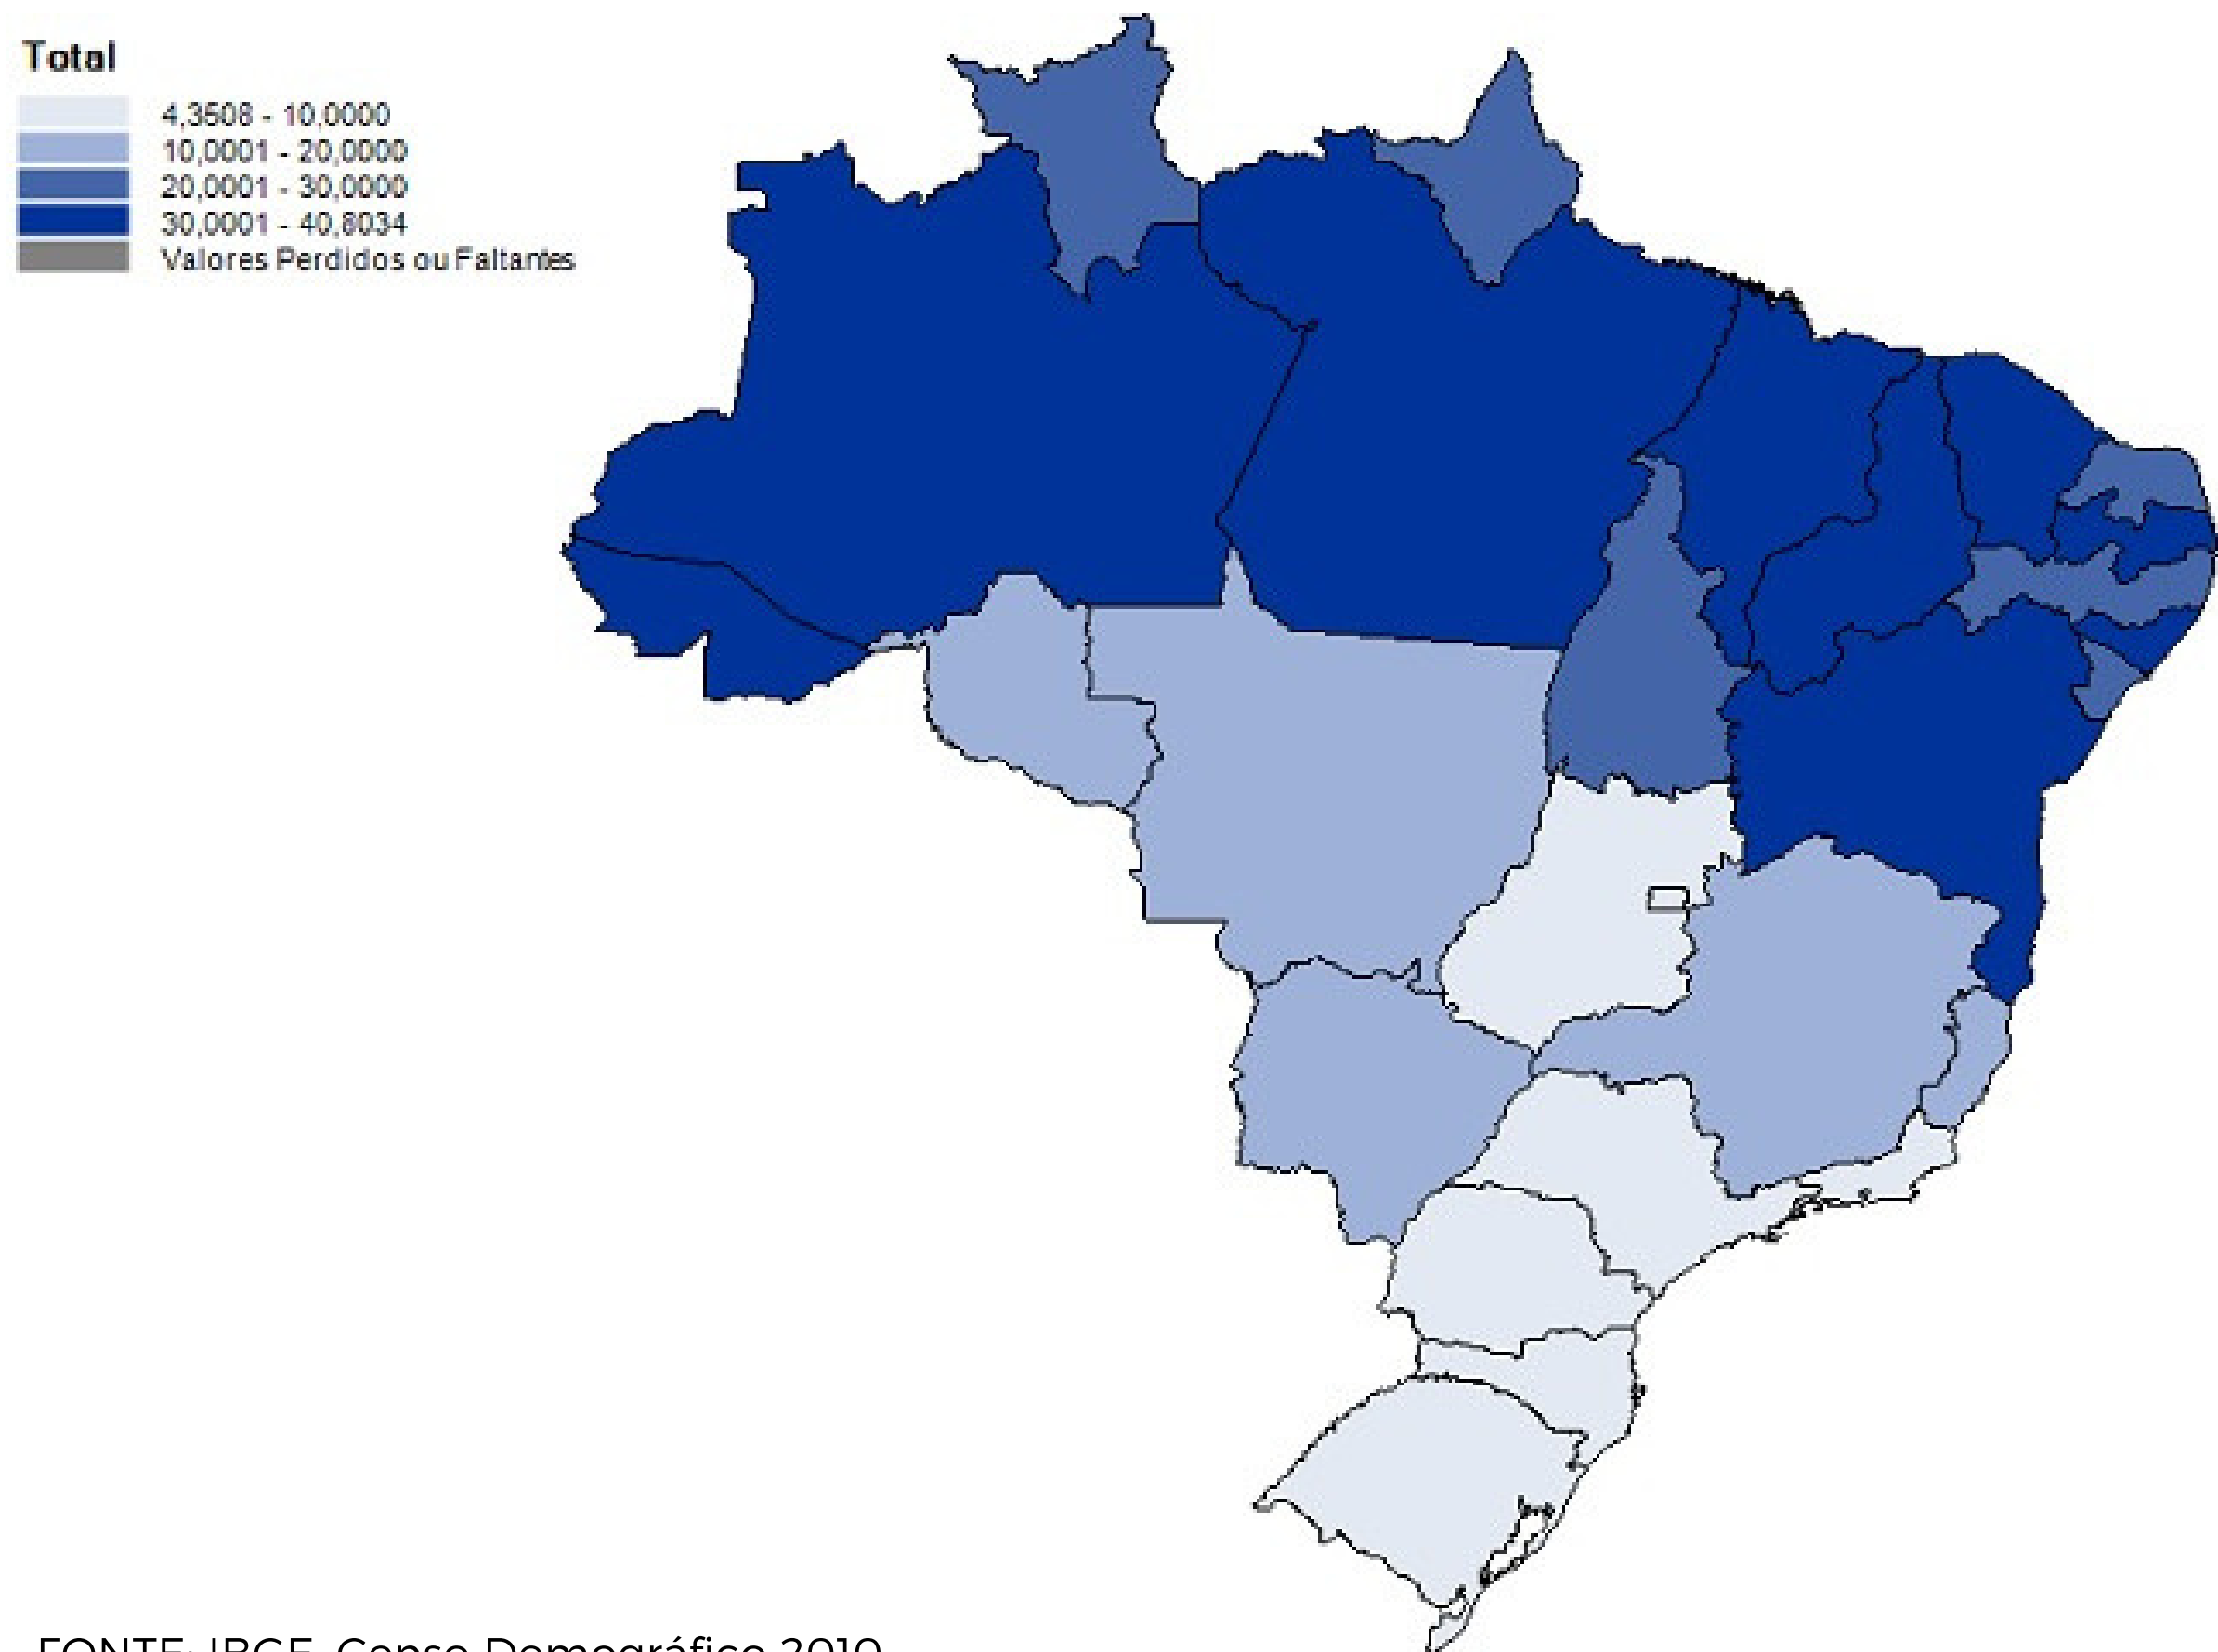 Total
4,3508 - 10,0000
10,0001 - 20,0000
20,0001 - 30,0000
30,0001 - 40,8034
Valores Perdidos ou Faltantes
FONTE: IBGE, Censo Demográfico 2010